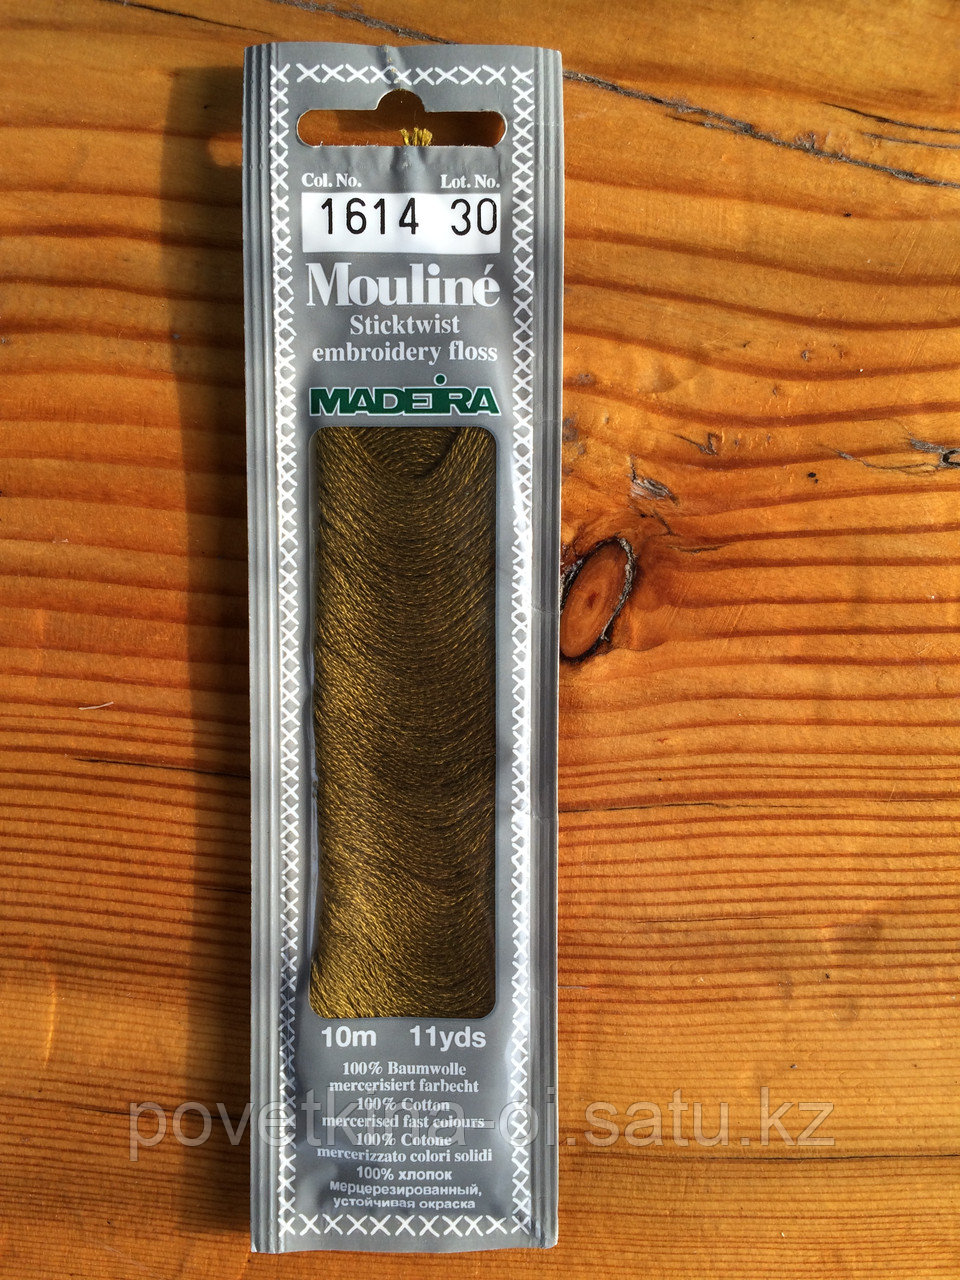 Col. No. Lot. No.
1614 30
Mouliné
Sticktwist
embroidery floss
MADEIRA
10m 11yds
100% Baumwolle
mercerisiert farbecht
100% Cotton
mercerised fast colours
100% Cotone
mercerizzato colori solidi
100% хлопок
мерцерезированный,
устойчивая окраска
povetkina-oi.satu.kz